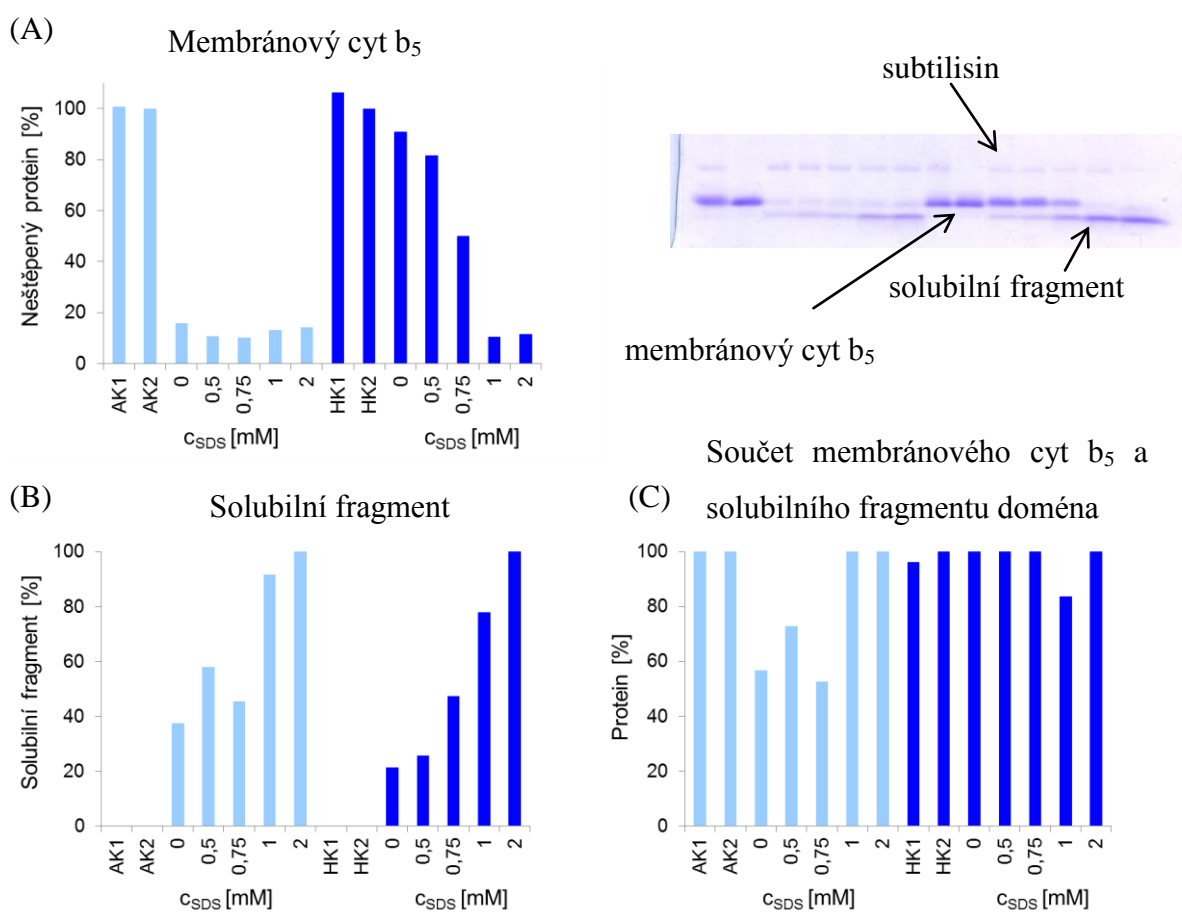 (A)
Membránový cyt b5
Neštěpený protein [%]
100
80
60
40
20
0
AK1 AK2 0 0,5 0,75 1 2 HK1 HK2 0 0,5 0,75 1 2
cSDS [mM] cSDS [mM]
subtilisin
solubilní fragment
membránový cyt b5
(B)
Solubilní fragment
Solubilní fragment [%]
100
80
60
40
20
0
AK1 AK2 0 0,5 0,75 1 2 HK1 HK2 0 0,5 0,75 1 2
cSDS [mM] cSDS [mM]
Součet membránového cyt b5 a
(C) solubilního fragmentu doména
Protein [%]
100
80
60
40
20
0
AK1 AK2 0 0,5 0,75 1 2 HK1 HK2 0 0,5 0,75 1 2
cSDS [mM] cSDS [mM]